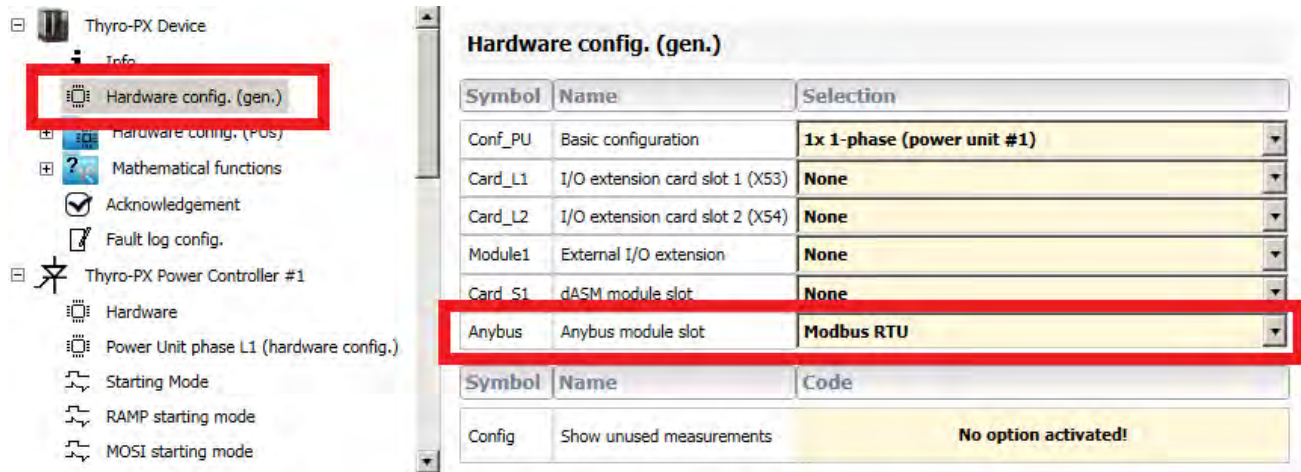 Thyro-PX Device
Info
Hardware config. (gen.)
Hardware config. (PUs)
Mathematical functions
Acknowledgement
Fault log config.
Thyro-PX Power Controller #1
Hardware
Power Unit phase L1 (hardware config.)
Starting Mode
RAMP starting mode
MOSI starting mode
Hardware config. (gen.)
Symbol Name Selection
Conf_PU Basic configuration 1x 1-phase (power unit #1)
Card_L1 I/O extension card slot 1 (X53) None
Card_L2 I/O extension card slot 2 (X54) None
Module1 External I/O extension None
Card_S1 dASM module slot None
Anybus Anybus module slot Modbus RTU
Symbol Name Code
Config Show unused measurements No option activated!